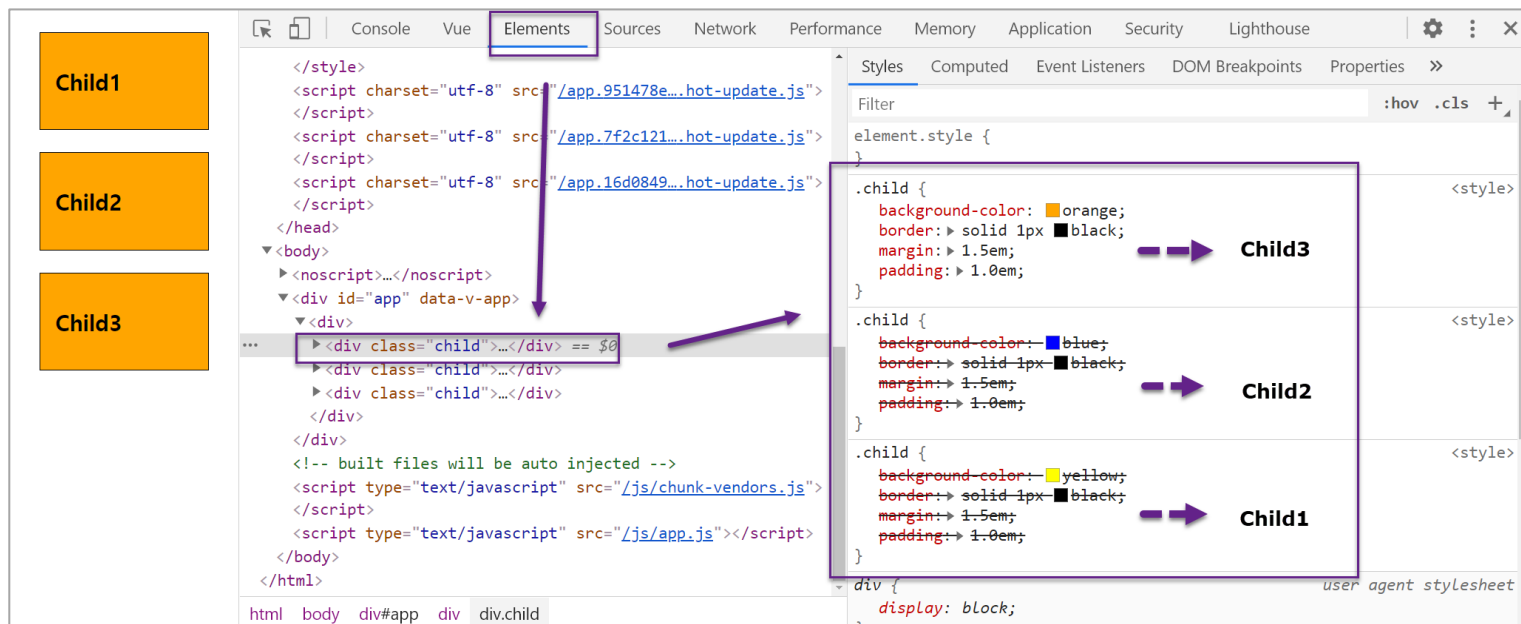 Child1
Child2
Child3
Console Vue Elements Sources Network Performance Memory Application Security Lighthouse
</style>
<script charset="utf-8" src="/app.951478e….hot-update.js">
</script>
<script charset="utf-8" src="/app.7f2c121….hot-update.js">
</script>
<script charset="utf-8" src="/app.16d0849….hot-update.js">
</script>
</head>
<body>
<noscript>…</noscript>
<div id="app" data-v-app>
<div>
<div class="child">…</div> == $0
<div class="child">…</div>
<div class="child">…</div>
</div>
</div>
<!-- built files will be auto injected -->
<script type="text/javascript" src="/js/chunk-vendors.js">
</script>
<script type="text/javascript" src="/js/app.js"></script>
</body>
</html>
html body div#app div div.child
Styles Computed Event Listeners DOM Breakpoints Properties »
Filter :hov .cls +
element.style {
}
.child { <style>
background-color: orange;
border: solid 1px black;
margin: 1.5em;
padding: 1.0em;
}
Child3
.child { <style>
background-color: blue;
border: solid 1px black;
margin: 1.5em;
padding: 1.0em;
}
Child2
.child { <style>
background-color: yellow;
border: solid 1px black;
margin: 1.5em;
padding: 1.0em;
}
Child1
div { user agent stylesheet
display: block;